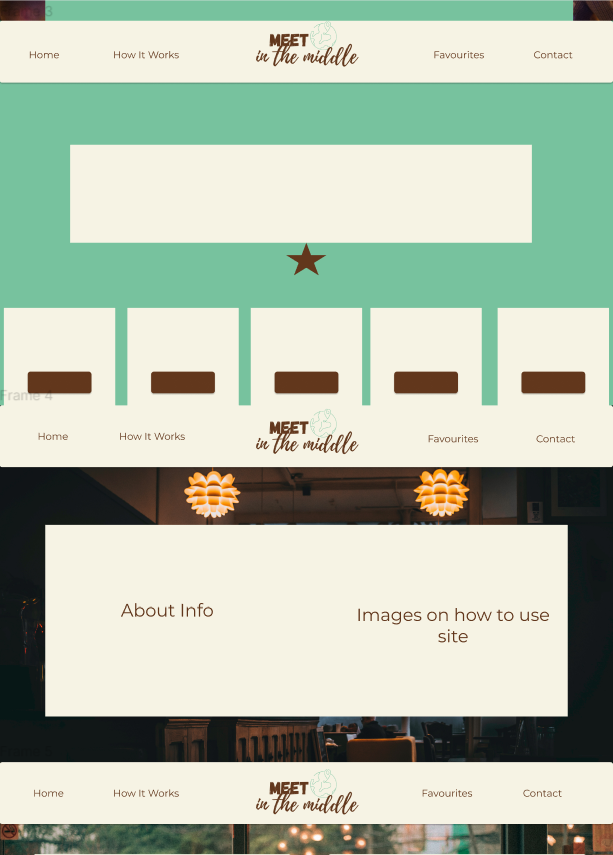 3
Home How It Works MEET Favourites Contact
in the middle
Frame 4
Home How It Works MEET Favourites Contact
in the middle
About Info
Images on how to use
site
Home How It Works MEET Favourites Contact
in the middle